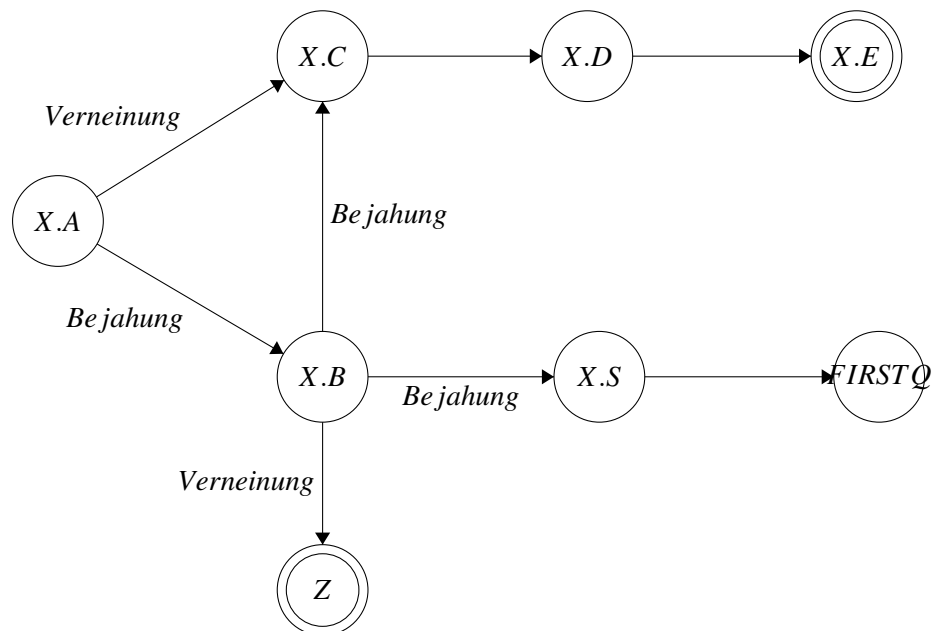 X.C
X.D
X.E
Verneinung
X.A
Bejahung
Bejahung
X.B
X.S
FIRSTQ
Bejahung
Verneinung
Z